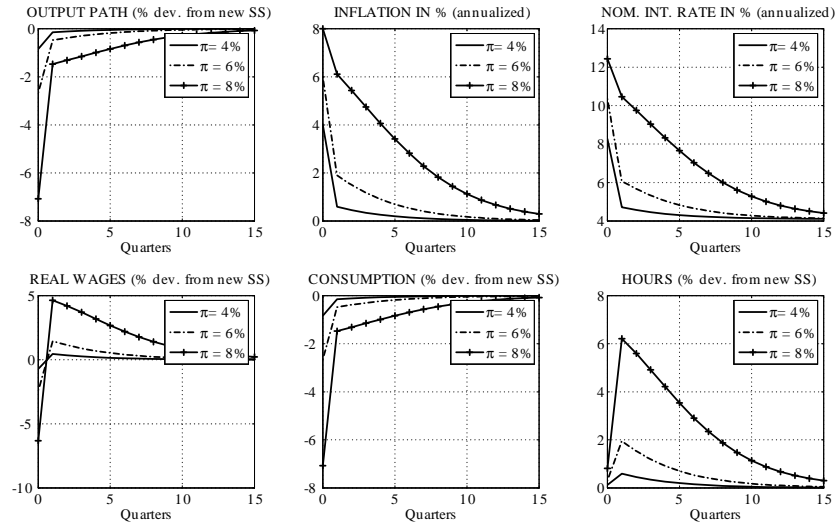 OUTPUT PATH (% dev. from new SS)
0
-2
-4
-6
-8
0 5 10 15
Quarters
π= 4%
π = 6%
π = 8%
INFLATION IN % (annualized)
8
6
4
2
0
0 5 10 15
Quarters
π= 4%
π = 6%
π = 8%
NOM. INT. RATE IN % (annualized)
14
12
10
8
6
4
0 5 10 15
Quarters
π= 4%
π = 6%
π = 8%
REAL WAGES (% dev. from new SS)
5
0
-5
-10
0 5 10 15
Quarters
π= 4%
π = 6%
π = 8%
CONSUMPTION (% dev. from new SS)
0
-2
-4
-6
-8
0 5 10 15
Quarters
π= 4%
π = 6%
π = 8%
HOURS (% dev. from new SS)
8
6
4
2
0
0 5 10 15
Quarters
π= 4%
π = 6%
π = 8%